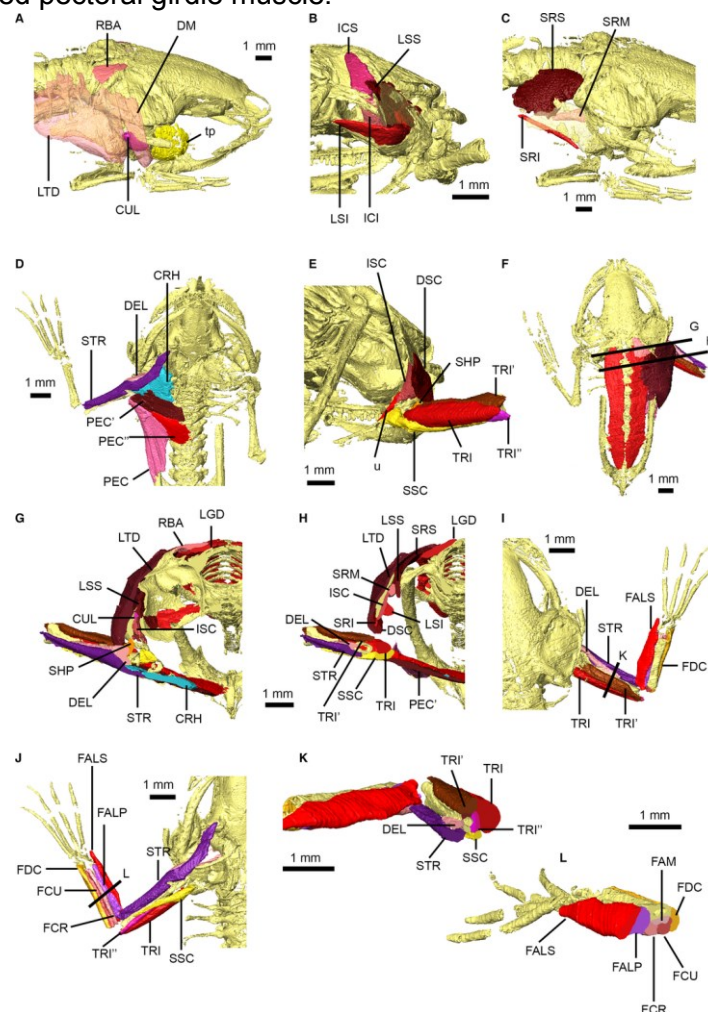 ed pectoral girdle muscle.
A RBA DM 1 mm
tp
LTD CUL
B ICS LSS
LSI ICI 1 mm
C SRS SRM
SRI 1 mm
D CRH
DEL
STR
1 mm
PEC'
PEC"
PEC
E ISC DSC
SHP
TRI'
u
1 mm SSC TRI TRI"
F
G
1 mm
G RBA LGD
LTD
LSS
CUL
ISC
SHP
DEL STR CRH
1 mm
H LTD LSS SRS LGD
SRM
ISC
SRI LSI
DEL DSC
STR
SSC TRI
TRI' PEC'
1 mm
I 1 mm
DEL FALS
STR
K
FDC
TRI TRI'
J FALS 1 mm
FALP
FDC STR
FCU L
FCR
TRI" TRI SSC
K TRI' TRI
DEL
STR TRI"
SSC
1 mm
L 1 mm
FAM
FDC
FALS
FALP FCU
FCR